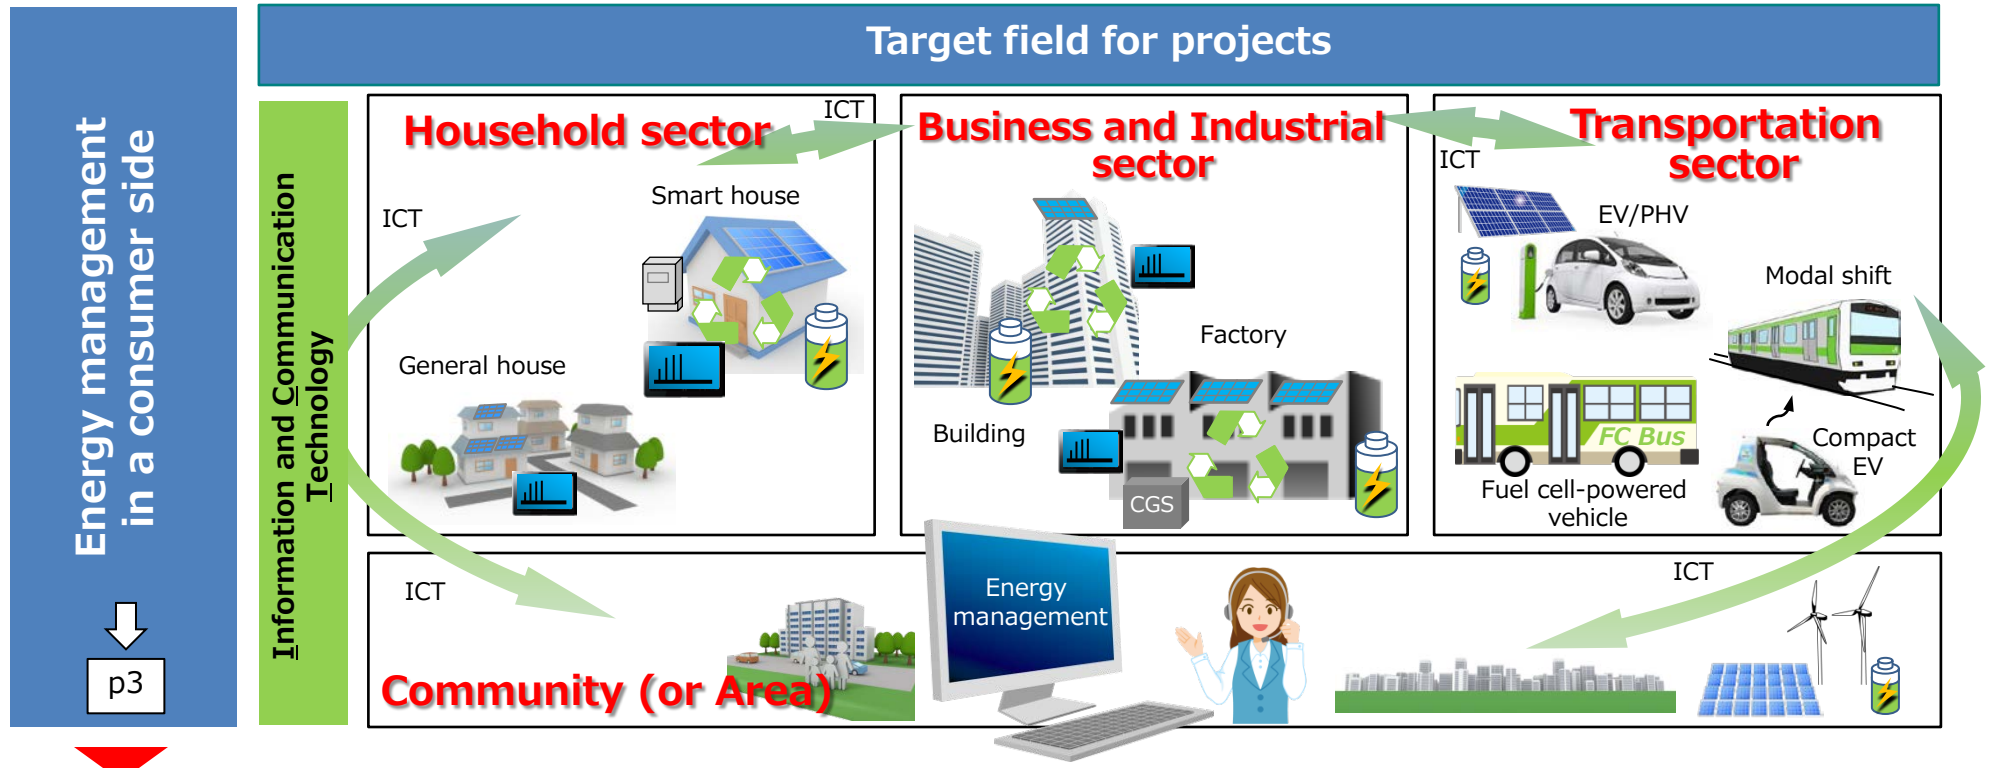 Target field for projects
Energy management
in a consumer side
p3
Information and Communication
Technology
Household sector
ICT
ICT
Smart house
General house
Business and Industrial
sector
Factory
Building
CGS
Transportation
sector
ICT
EV/PHV
Modal shift
FC Bus
Fuel cell-powered
vehicle
Compact
EV
ICT
Community (or Area)
Energy
management
ICT